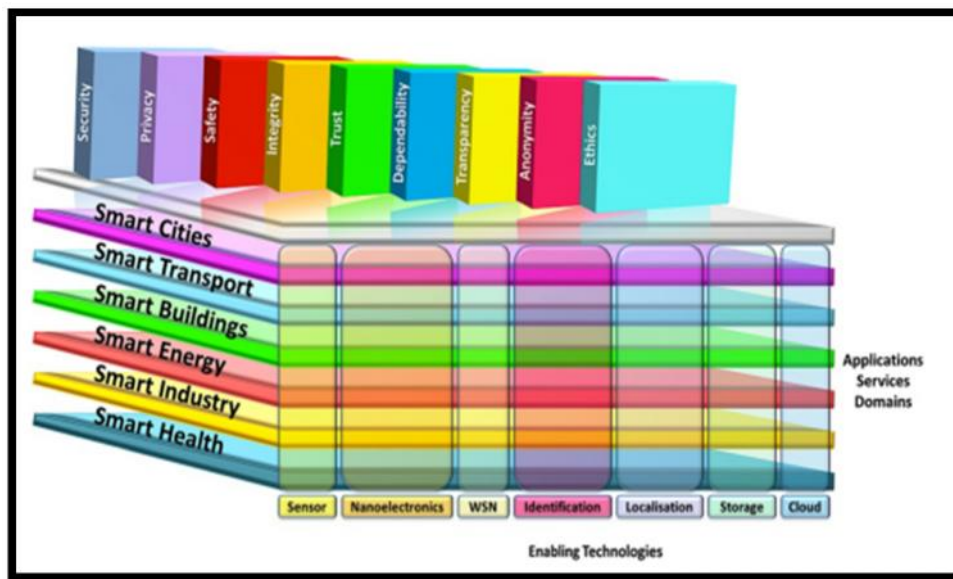 Security
Privacy
Safety
Integrity
Trust
Dependability
Transparency
Anonymity
Ethics
Smart Cities
Smart Transport
Smart Buildings
Smart Energy
Smart Industry
Smart Health
Applications
Services
Domains
Sensor
Nanoelectronics
WSN
Identification
Localisation
Storage
Cloud
Enabling Technologies